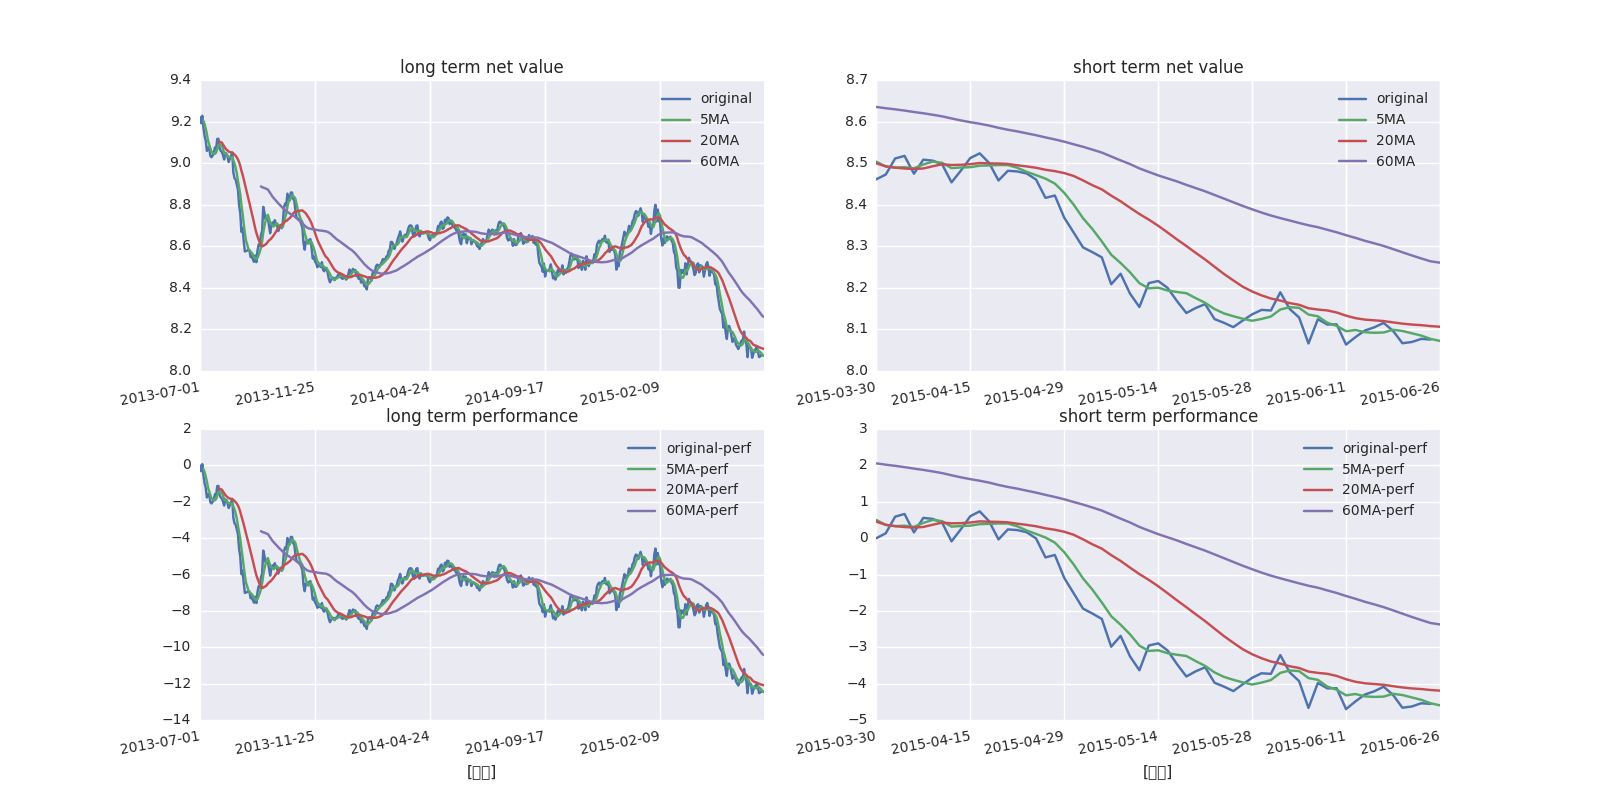 long term net value
9.4
9.2
9.0
8.8
8.6
8.4
8.2
8.0
original
5MA
20MA
60MA
2013-07-01
2013-11-25
2014-04-24
2014-09-17
2015-02-09
short term net value
8.7
8.6
8.5
8.4
8.3
8.2
8.1
8.0
original
5MA
20MA
60MA
2015-03-30
2015-04-15
2015-04-29
2015-05-14
2015-05-28
2015-06-11
2015-06-26
long term performance
2
0
−2
−4
−6
−8
−10
−12
−14
original-perf
5MA-perf
20MA-perf
60MA-perf
2013-07-01
2013-11-25
2014-04-24
2014-09-17
2015-02-09
short term performance
3
2
1
0
−1
−2
−3
−4
−5
original-perf
5MA-perf
20MA-perf
60MA-perf
2015-03-30
2015-04-15
2015-04-29
2015-05-14
2015-05-28
2015-06-11
2015-06-26